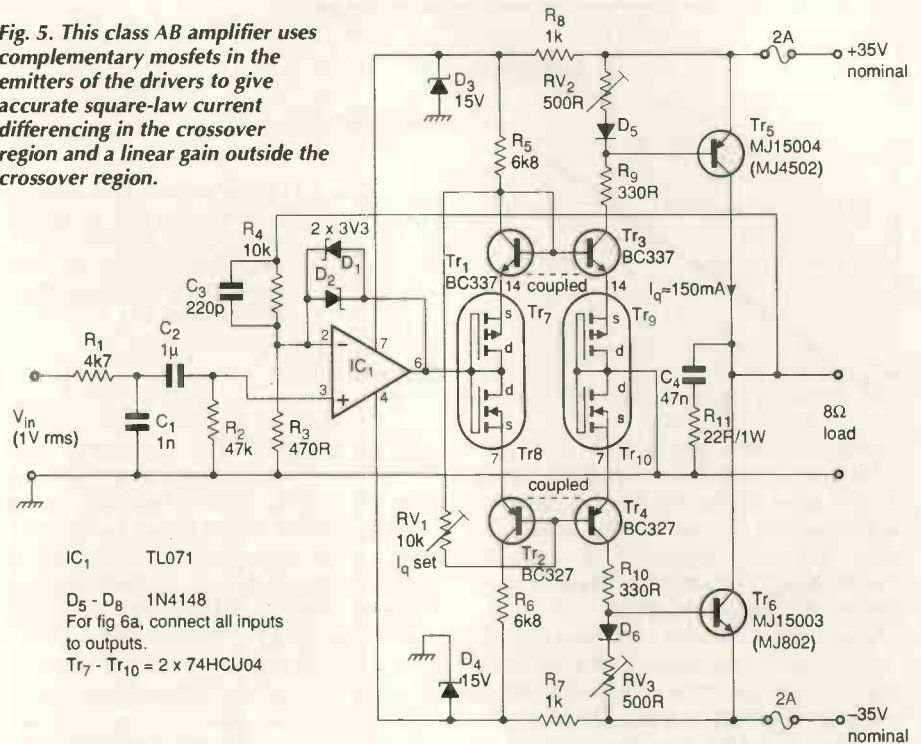 Fig. 5. This class AB amplifier uses
complementary mosfets in the
emitters of the drivers to give
accurate square-law current
differencing in the crossover
region and a linear gain outside the
crossover region.
R8
1k
2A
+35V
nominal
D3
15V
RV2
500R
R5
6k8
D5
Tr5
MJ15004
(MJ4502)
R9
330R
R4
10k
2 x 3V3
D1
D2
Tr1
BC337
Tr3
BC337
14
coupled
14
Iq≈150mA
C3
220p
Tr7
Tr9
s
s
d
d
C2
1µ
R1
4k7
2
−
7
IC1
6
3
+
4
d
d
s
s
C4
47n
Vin
(1V rms)
C1
1n
R2
47k
R3
470R
R11
22R/1W
8Ω
load
7
Tr8
7
Tr10
coupled
RV1
10k
Iq set
Tr2
BC327
Tr4
BC327
IC1 TL071
D5 - D8 1N4148
For fig 6a, connect all inputs
to outputs.
Tr7 - Tr10 = 2 x 74HCU04
R6
6k8
R10
330R
Tr6
MJ15003
(MJ802)
D4
15V
D6
RV3
500R
R7
1k
2A
−35V
nominal